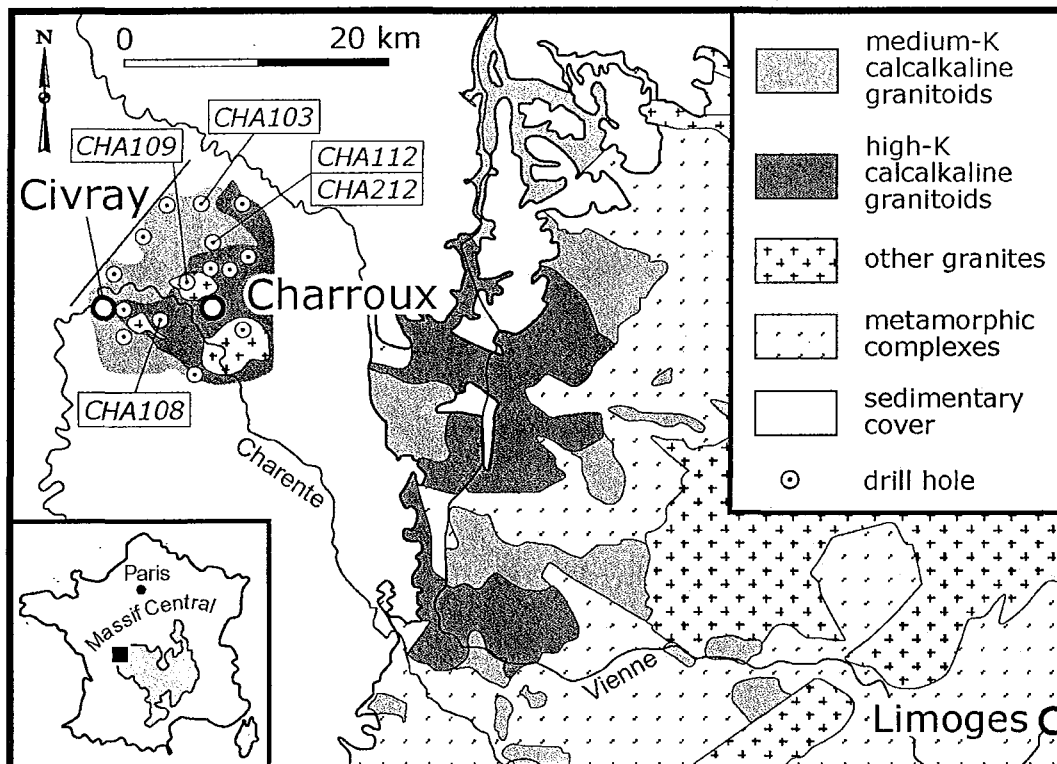 N
0
20 km
CHA103
CHA109
CHA112
CHA212
Civray
Charroux
CHA108
Charente
Vienne
Limoges
Paris
Massif Central
medium-K
calcalkaline
granitoids
high-K
calcalkaline
granitoids
other granites
metamorphic
complexes
sedimentary
cover
drill hole